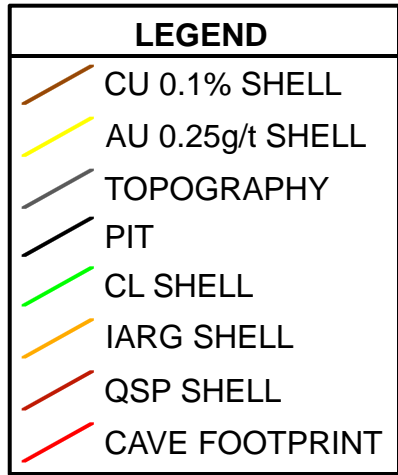 LEGEND
CU 0.1% SHELL
AU 0.25g/t SHELL
TOPOGRAPHY
PIT
CL SHELL
IARG SHELL
QSP SHELL
CAVE FOOTPRINT